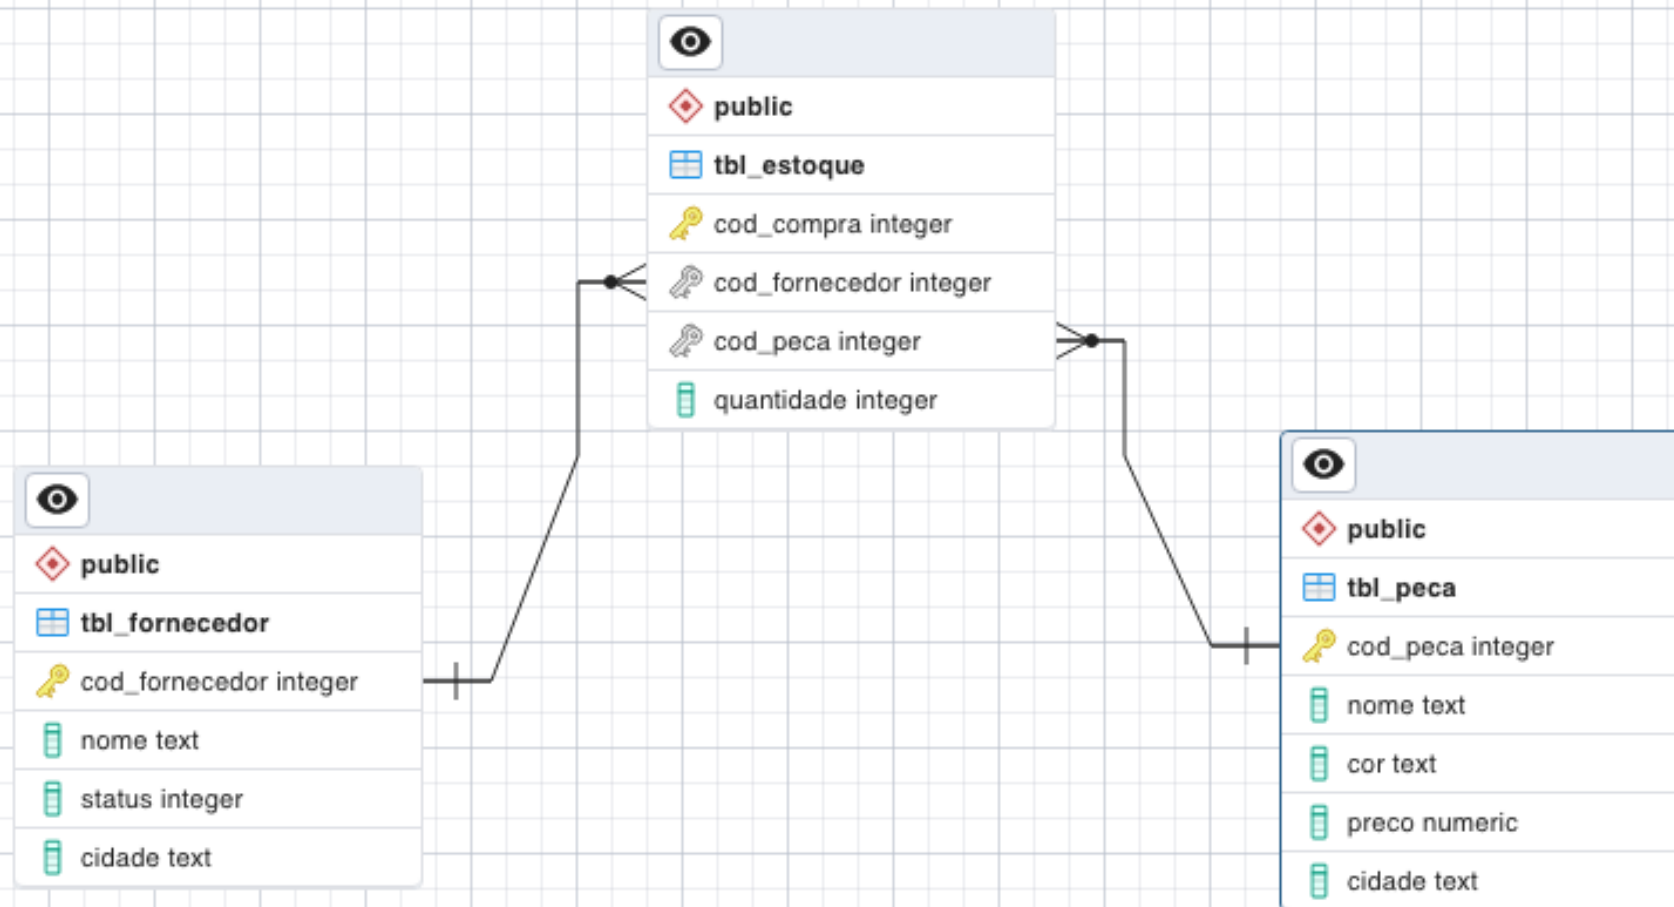 public
tbl_estoque
cod_compra integer
cod_fornecedor integer
cod_peca integer
quantidade integer
public
tbl_fornecedor
cod_fornecedor integer
nome text
status integer
cidade text
public
tbl_peca
cod_peca integer
nome text
cor text
preco numeric
cidade text